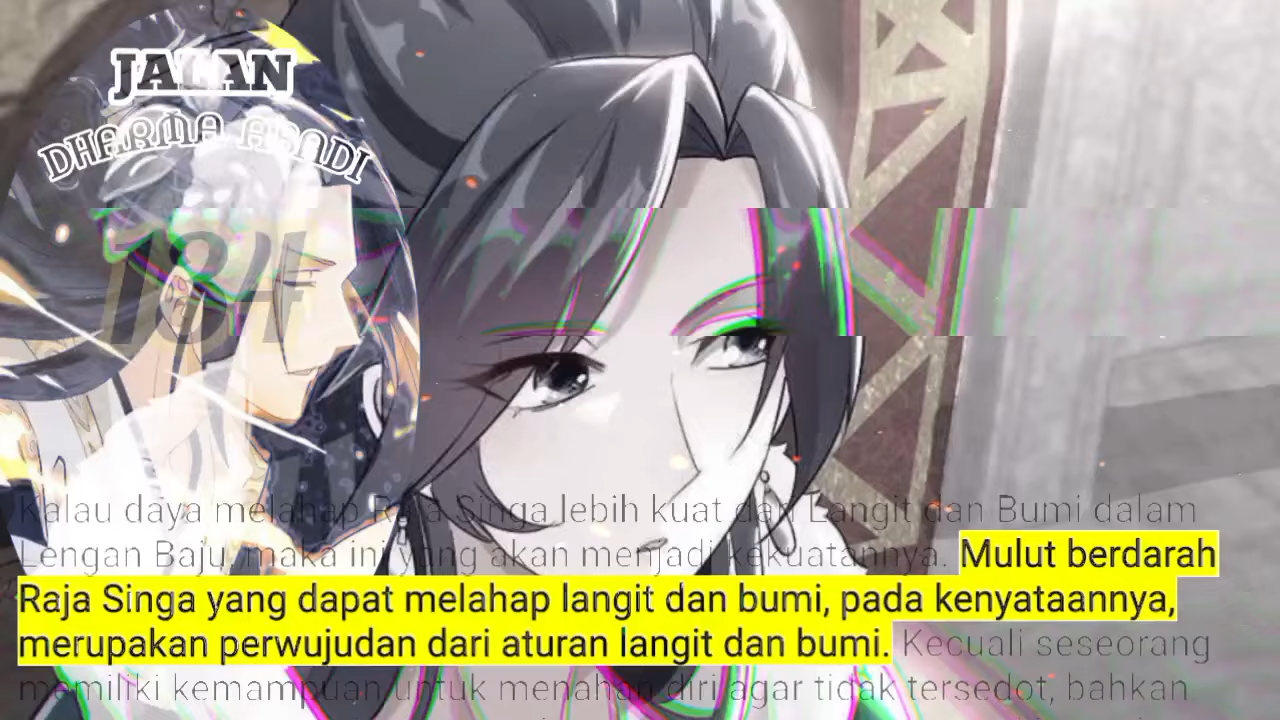 JALAN
DHARMA ABADI
184
Kalau daya melahap Raja Singa lebih kuat dari Langit dan Bumi dalam
Lengan Baju, maka ini yang akan menjadi kekuatannya. Mulut berdarah
Raja Singa yang dapat melahap langit dan bumi, pada kenyataannya,
merupakan perwujudan dari aturan langit dan bumi. Kecuali seseorang
memiliki kemampuan untuk menahan diri agar tidak tersedot, bahkan